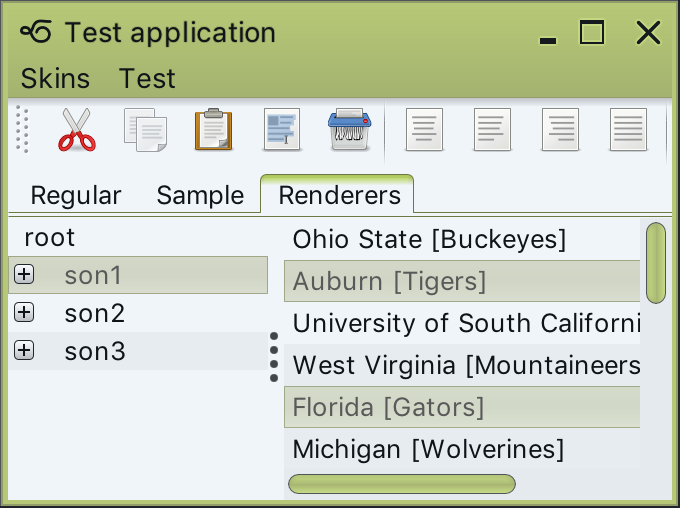 Test application
Skins Test
Regular Sample Renderers
root
son1
son2
son3
Ohio State [Buckeyes]
Auburn [Tigers]
University of South Californi
West Virginia [Mountaineers
Florida [Gators]
Michigan [Wolverines]